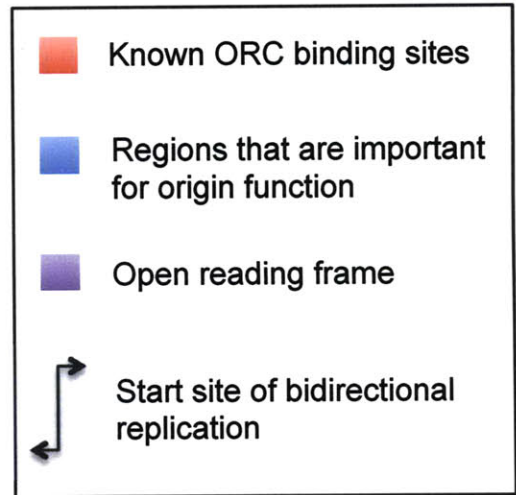 Known ORC binding sites
Regions that are important
for origin function
Open reading frame
Start site of bidirectional
replication